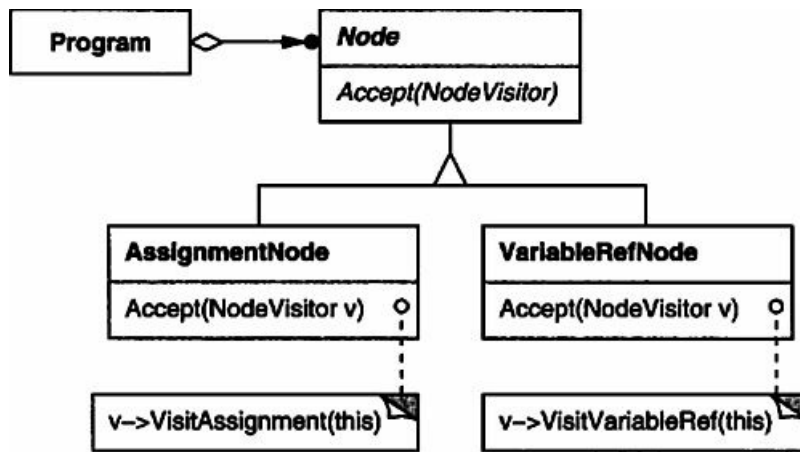 Program
Node
Accept(NodeVisitor)
AssignmentNode
Accept(NodeVisitor v)
v->VisitAssignment(this)
VariableRefNode
Accept(NodeVisitor v)
v->VisitVariableRef(this)